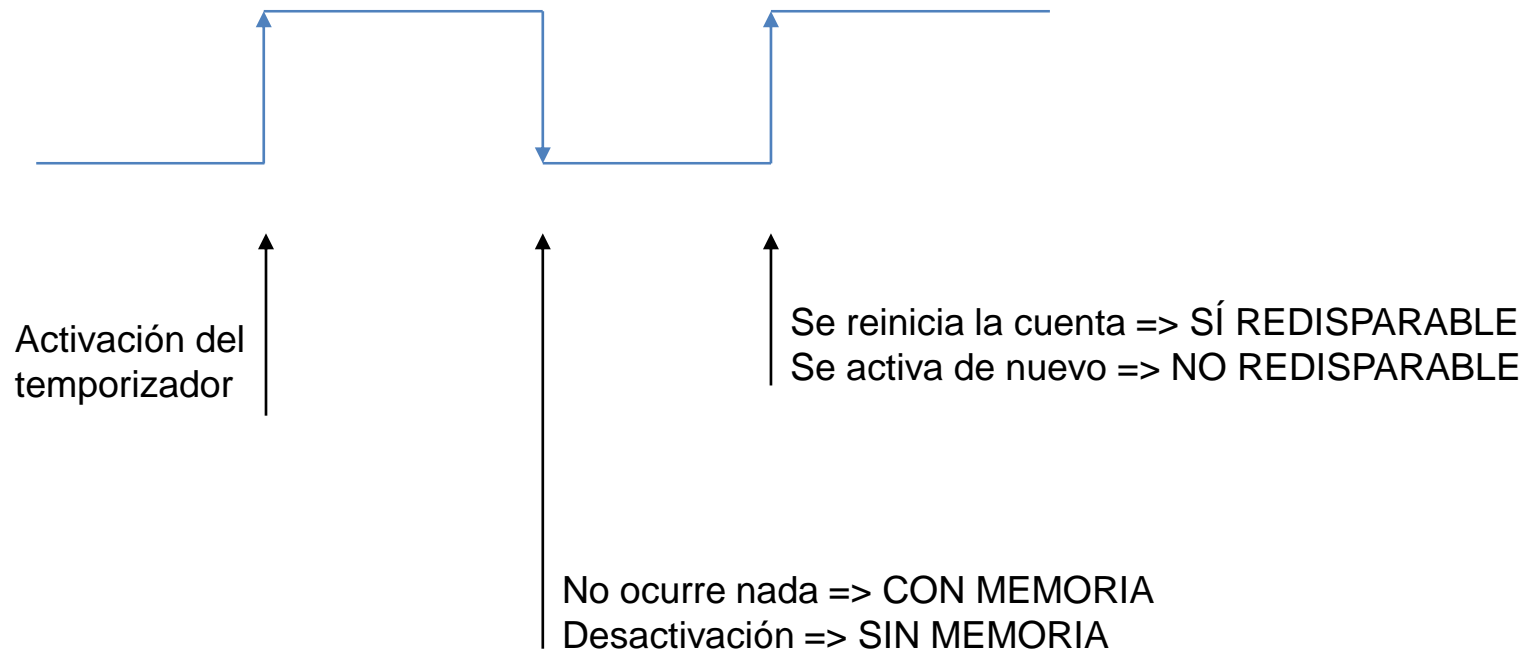 Activación del
temporizador
Se reinicia la cuenta => SÍ REDISPARABLE
Se activa de nuevo => NO REDISPARABLE
No ocurre nada => CON MEMORIA
Desactivación => SIN MEMORIA